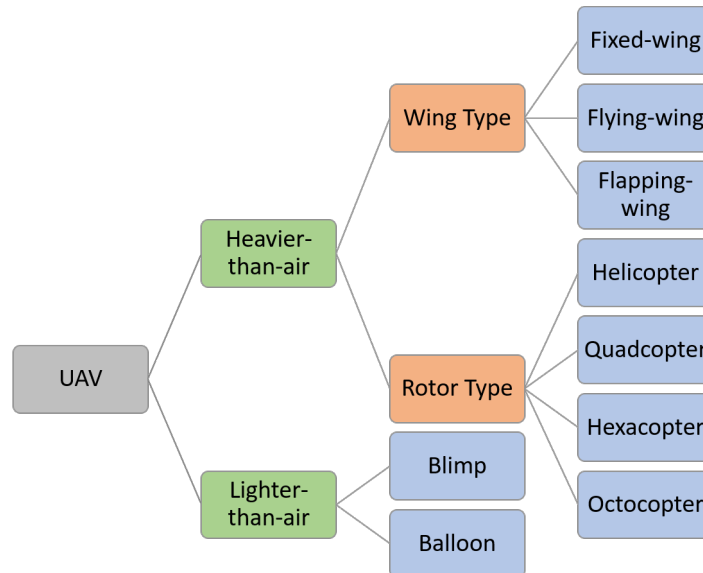 UAV
Heavier-
than-air
Lighter-
than-air
Wing Type
Rotor Type
Blimp
Balloon
Fixed-wing
Flying-wing
Flapping-
wing
Helicopter
Quadcopter
Hexacopter
Octocopter